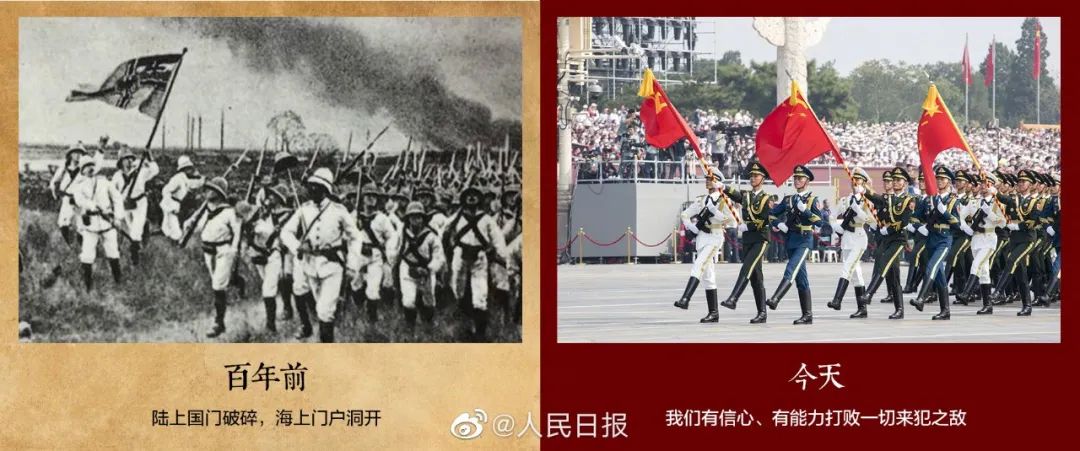 百年前
陆上国门破碎，海上门户洞开
今天
我们有信心、有能力打败一切来犯之敌
@人民日报